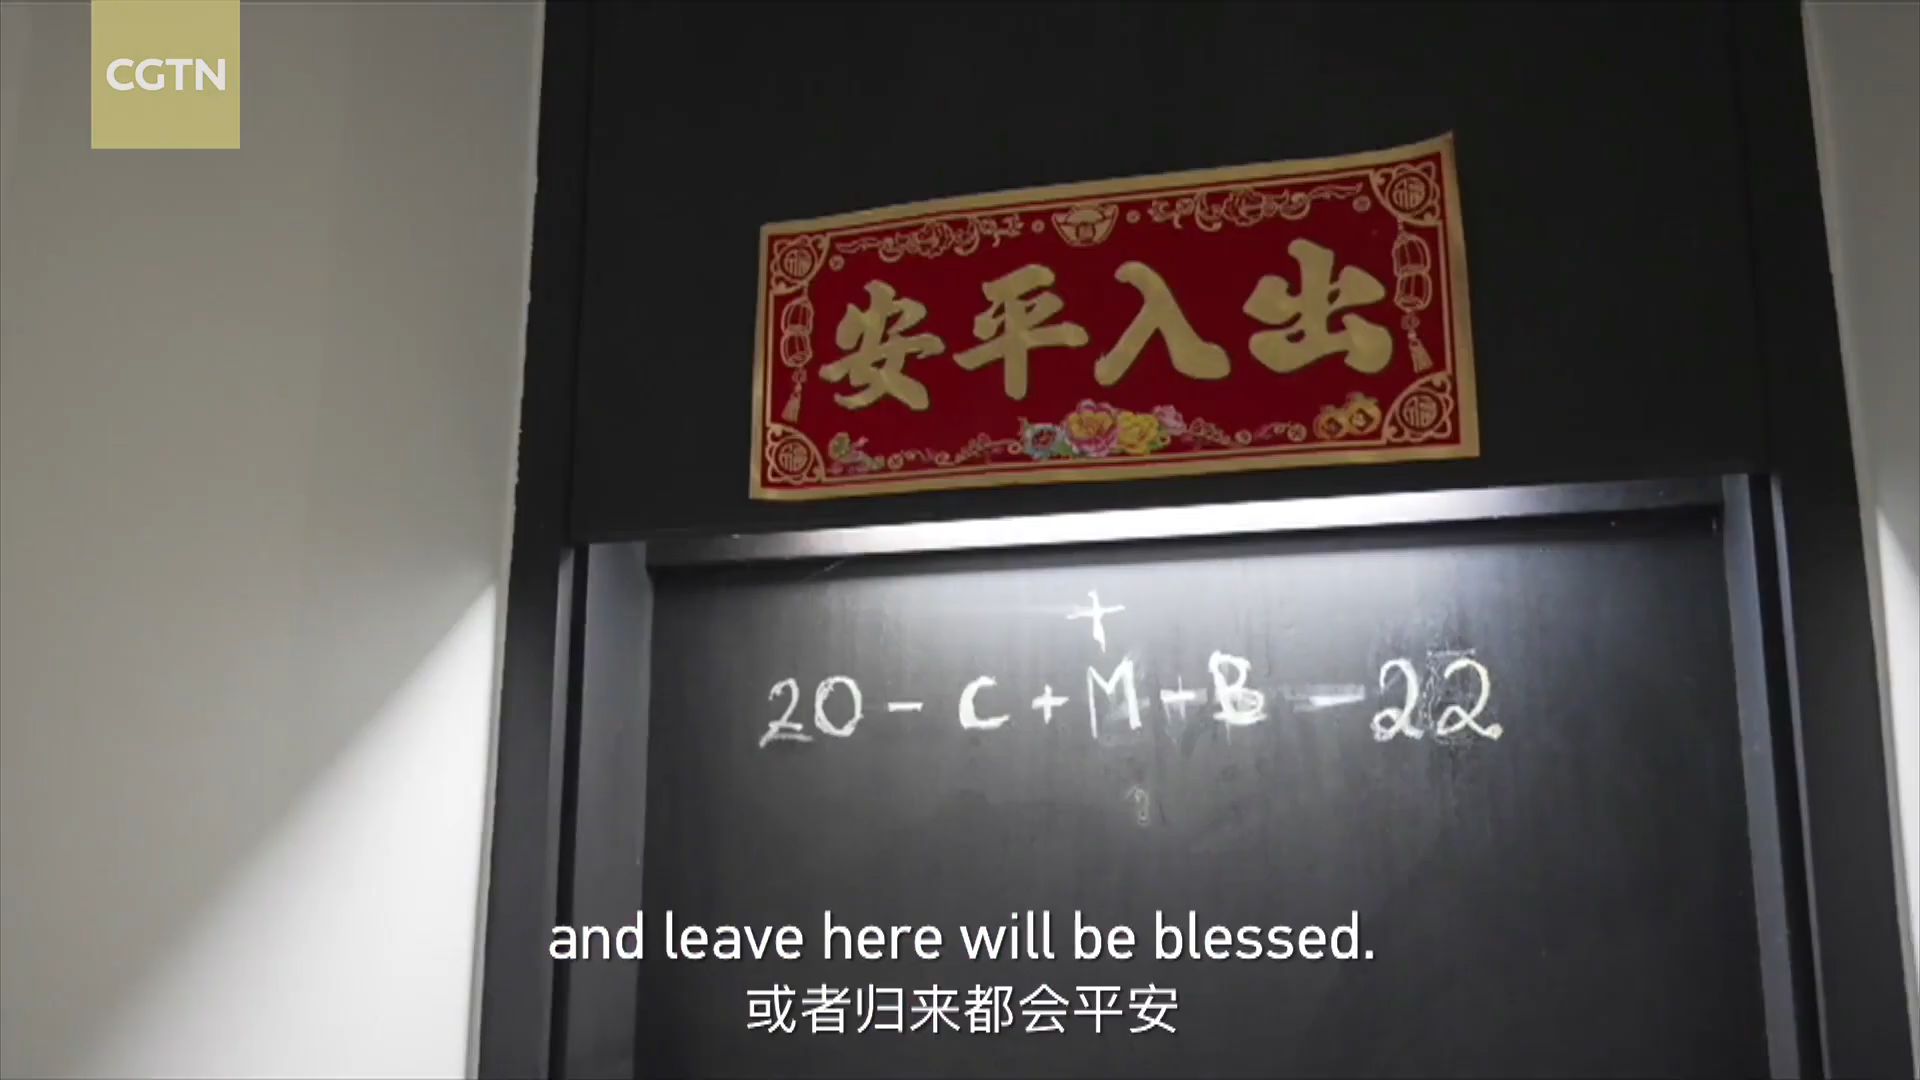 CGTN
出入平安
+
20 - C + M + B - 22
and leave here will be blessed.
或者归来都会平安